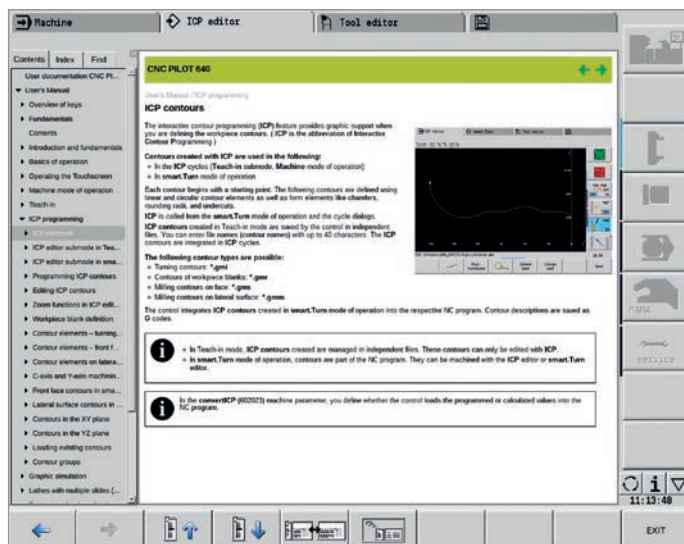 Machine
ICP editor
Tool editor
Contents Index Find
User documentation CNC PI...
User's Manual
Overview of keys
Fundamentals
Contents
Introduction and fundamentals
Basics of operation
Operating the Touchscreen
Machine mode of operation
Teach-in
ICP programming
ICP contours
ICP editor submode in Tea...
ICP editor submode in sma...
Programming ICP contours
Editing ICP contours
Zoom functions in ICP edit...
Workpiece blank definition
Contour elements – turning...
Contour elements – front f...
Contour elements on latera...
C-axis and Y-axis machinin...
Front face contours in sma...
Lateral surface contours in ...
Contours in the XY plane
Contours in the YZ plane
Loading existing contours
Contour groups
Graphic simulation
Lathes with multiple slides (...
CNC PILOT 640
User's Manual / ICP programming
ICP contours
The interactive contour programming (ICP) feature provides graphic support when
you are defining the workpiece contours. ( ICP is the abbreviation of Interactive
Contour Programming )
Contours created with ICP are used in the following:
In the ICP cycles (Teach-in submode, Machine mode of operation)
In smart.Turn mode of operation
Each contour begins with a starting point. The following contours are defined using
linear and circular contour elements as well as form elements like chamfers,
rounding radii, and undercuts.
ICP is called from the smart.Turn mode of operation and the cycle dialogs.
ICP contours created in Teach-in mode are saved by the control in independent
files. You can enter file names (contour names) with up to 40 characters. The ICP
contours are integrated in ICP cycles.
The following contour types are possible:
Turning contours: *.gmi
Contours of workpiece blanks: *.gmr
Milling contours on face: *.gms
Milling contours on lateral surface: *.gmm
The control integrates ICP contours created in smart.Turn mode of operation into the respective NC program. Contour descriptions are saved as
G codes.
In Teach-in mode, ICP contours created are managed in independent files. These contours can only be edited with ICP.
In smart.Turn mode of operation, contours are part of the NC program. They can be machined with the ICP editor or smart.Turn
editor.
In the convertICP (602023) machine parameter, you define whether the control loads the programmed or calculated values into the
NC program.
service
11:13:48
EXIT